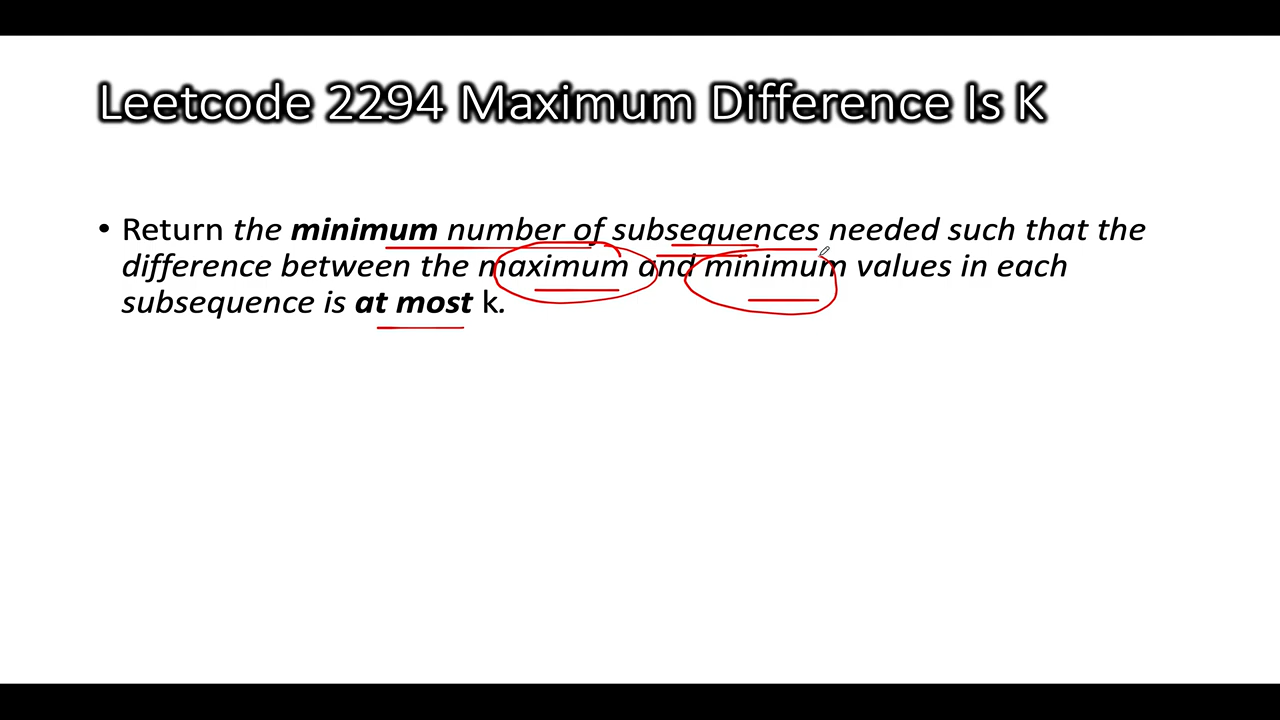 Leetcode 2294 Maximum Difference Is K
• Return the minimum number of subsequences needed such that the
difference between the maximum and minimum values in each
subsequence is at most k.